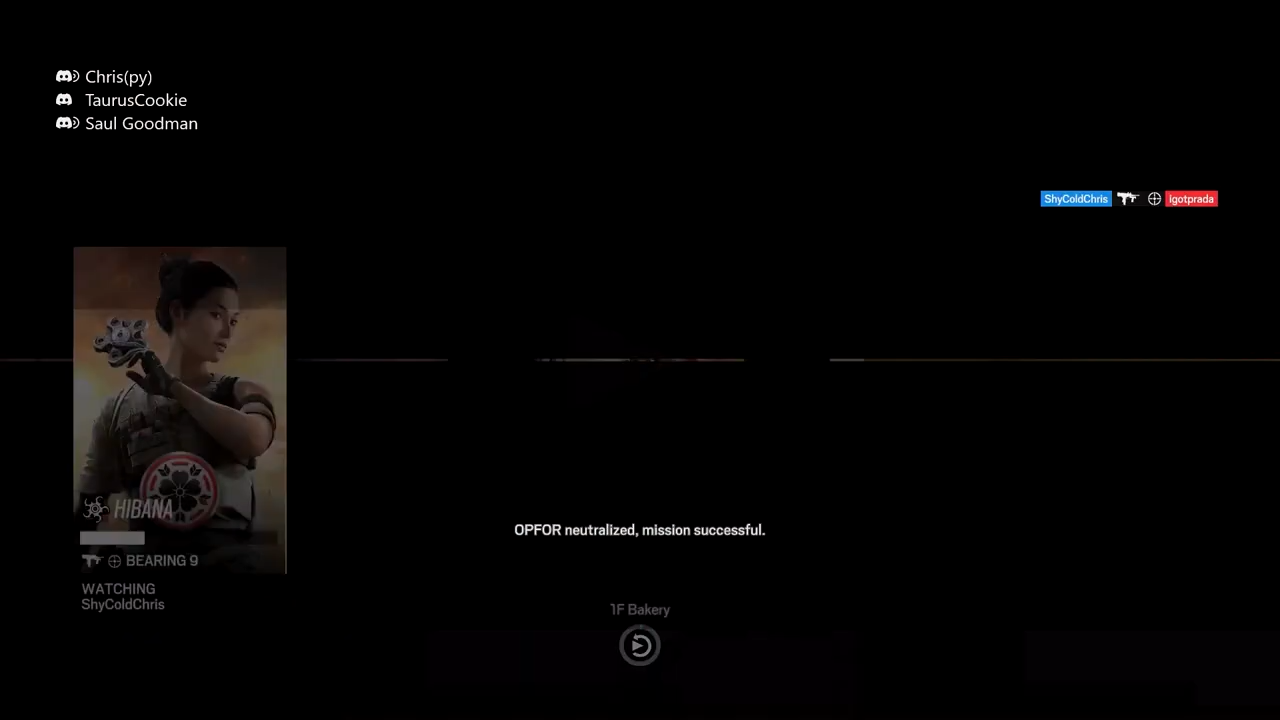 Chris(py)
TaurusCookie
Saul Goodman
ShyColdChris igotprada
HIBANA
BEARING 9
WATCHING
ShyColdChris
OPFOR neutralized, mission successful.
1F Bakery